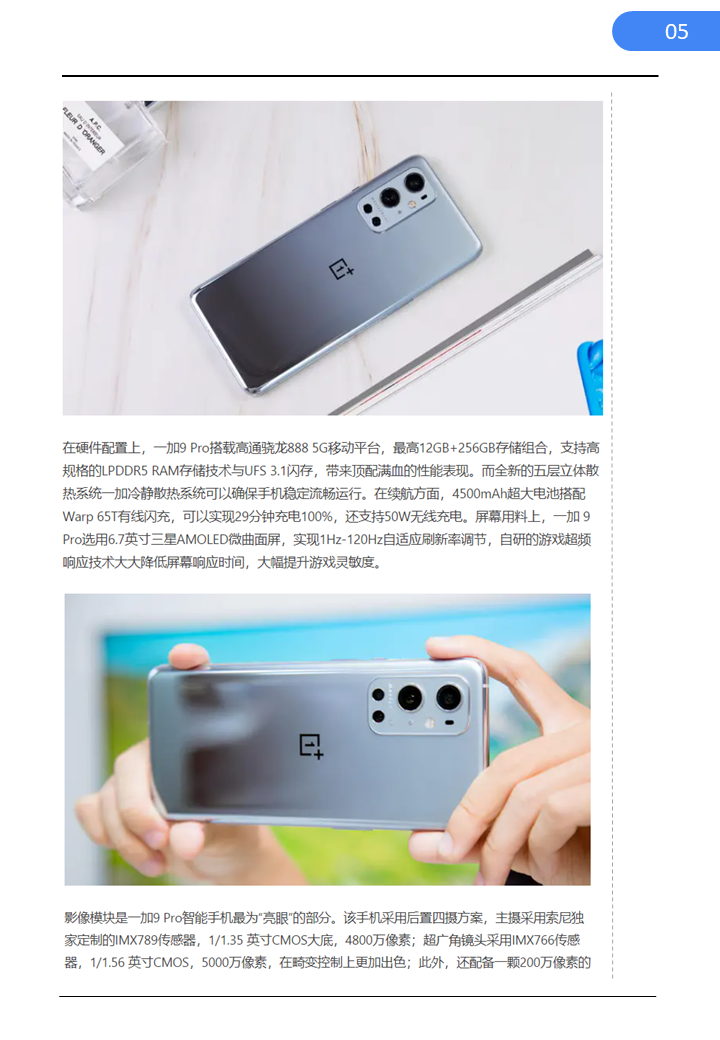 05
A.P.C.
FLEUR D'ORANGER
在硬件配置上，一加9 Pro搭载高通骁龙888 5G移动平台，最高12GB+256GB存储组合，支持高
规格的LPDDR5 RAM存储技术与UFS 3.1闪存，带来顶配满血的性能表现。而全新的五层立体散
热系统一加冷静散热系统可以确保手机稳定流畅运行。在续航方面，4500mAh超大电池搭配
Warp 65T有线闪充，可以实现29分钟充电100%，还支持50W无线充电。屏幕用料上，一加 9
Pro选用6.7英寸三星AMOLED微曲面屏，实现1Hz-120Hz自适应刷新率调节，自研的游戏超频
响应技术大大降低屏幕响应时间，大幅提升游戏灵敏度。
影像模块是一加9 Pro智能手机最为“亮眼”的部分。该手机采用后置四摄方案，主摄采用索尼独
家定制的IMX789传感器，1/1.35 英寸CMOS大底，4800万像素；超广角镜头采用IMX766传感
器，1/1.56 英寸CMOS，5000万像素，在畸变控制上更加出色；此外，还配备一颗200万像素的